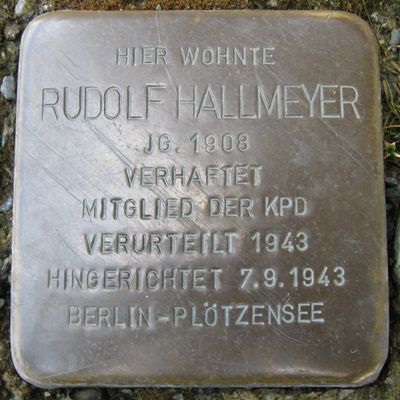 HIER WOHNTE
RUDOLF HALLMEYER
JG. 1908
VERHAFTET
MITGLIED DER KPD
VERURTEILT 1943
HINGERICHTET 7.9.1943
BERLIN-PLÖTZENSEE